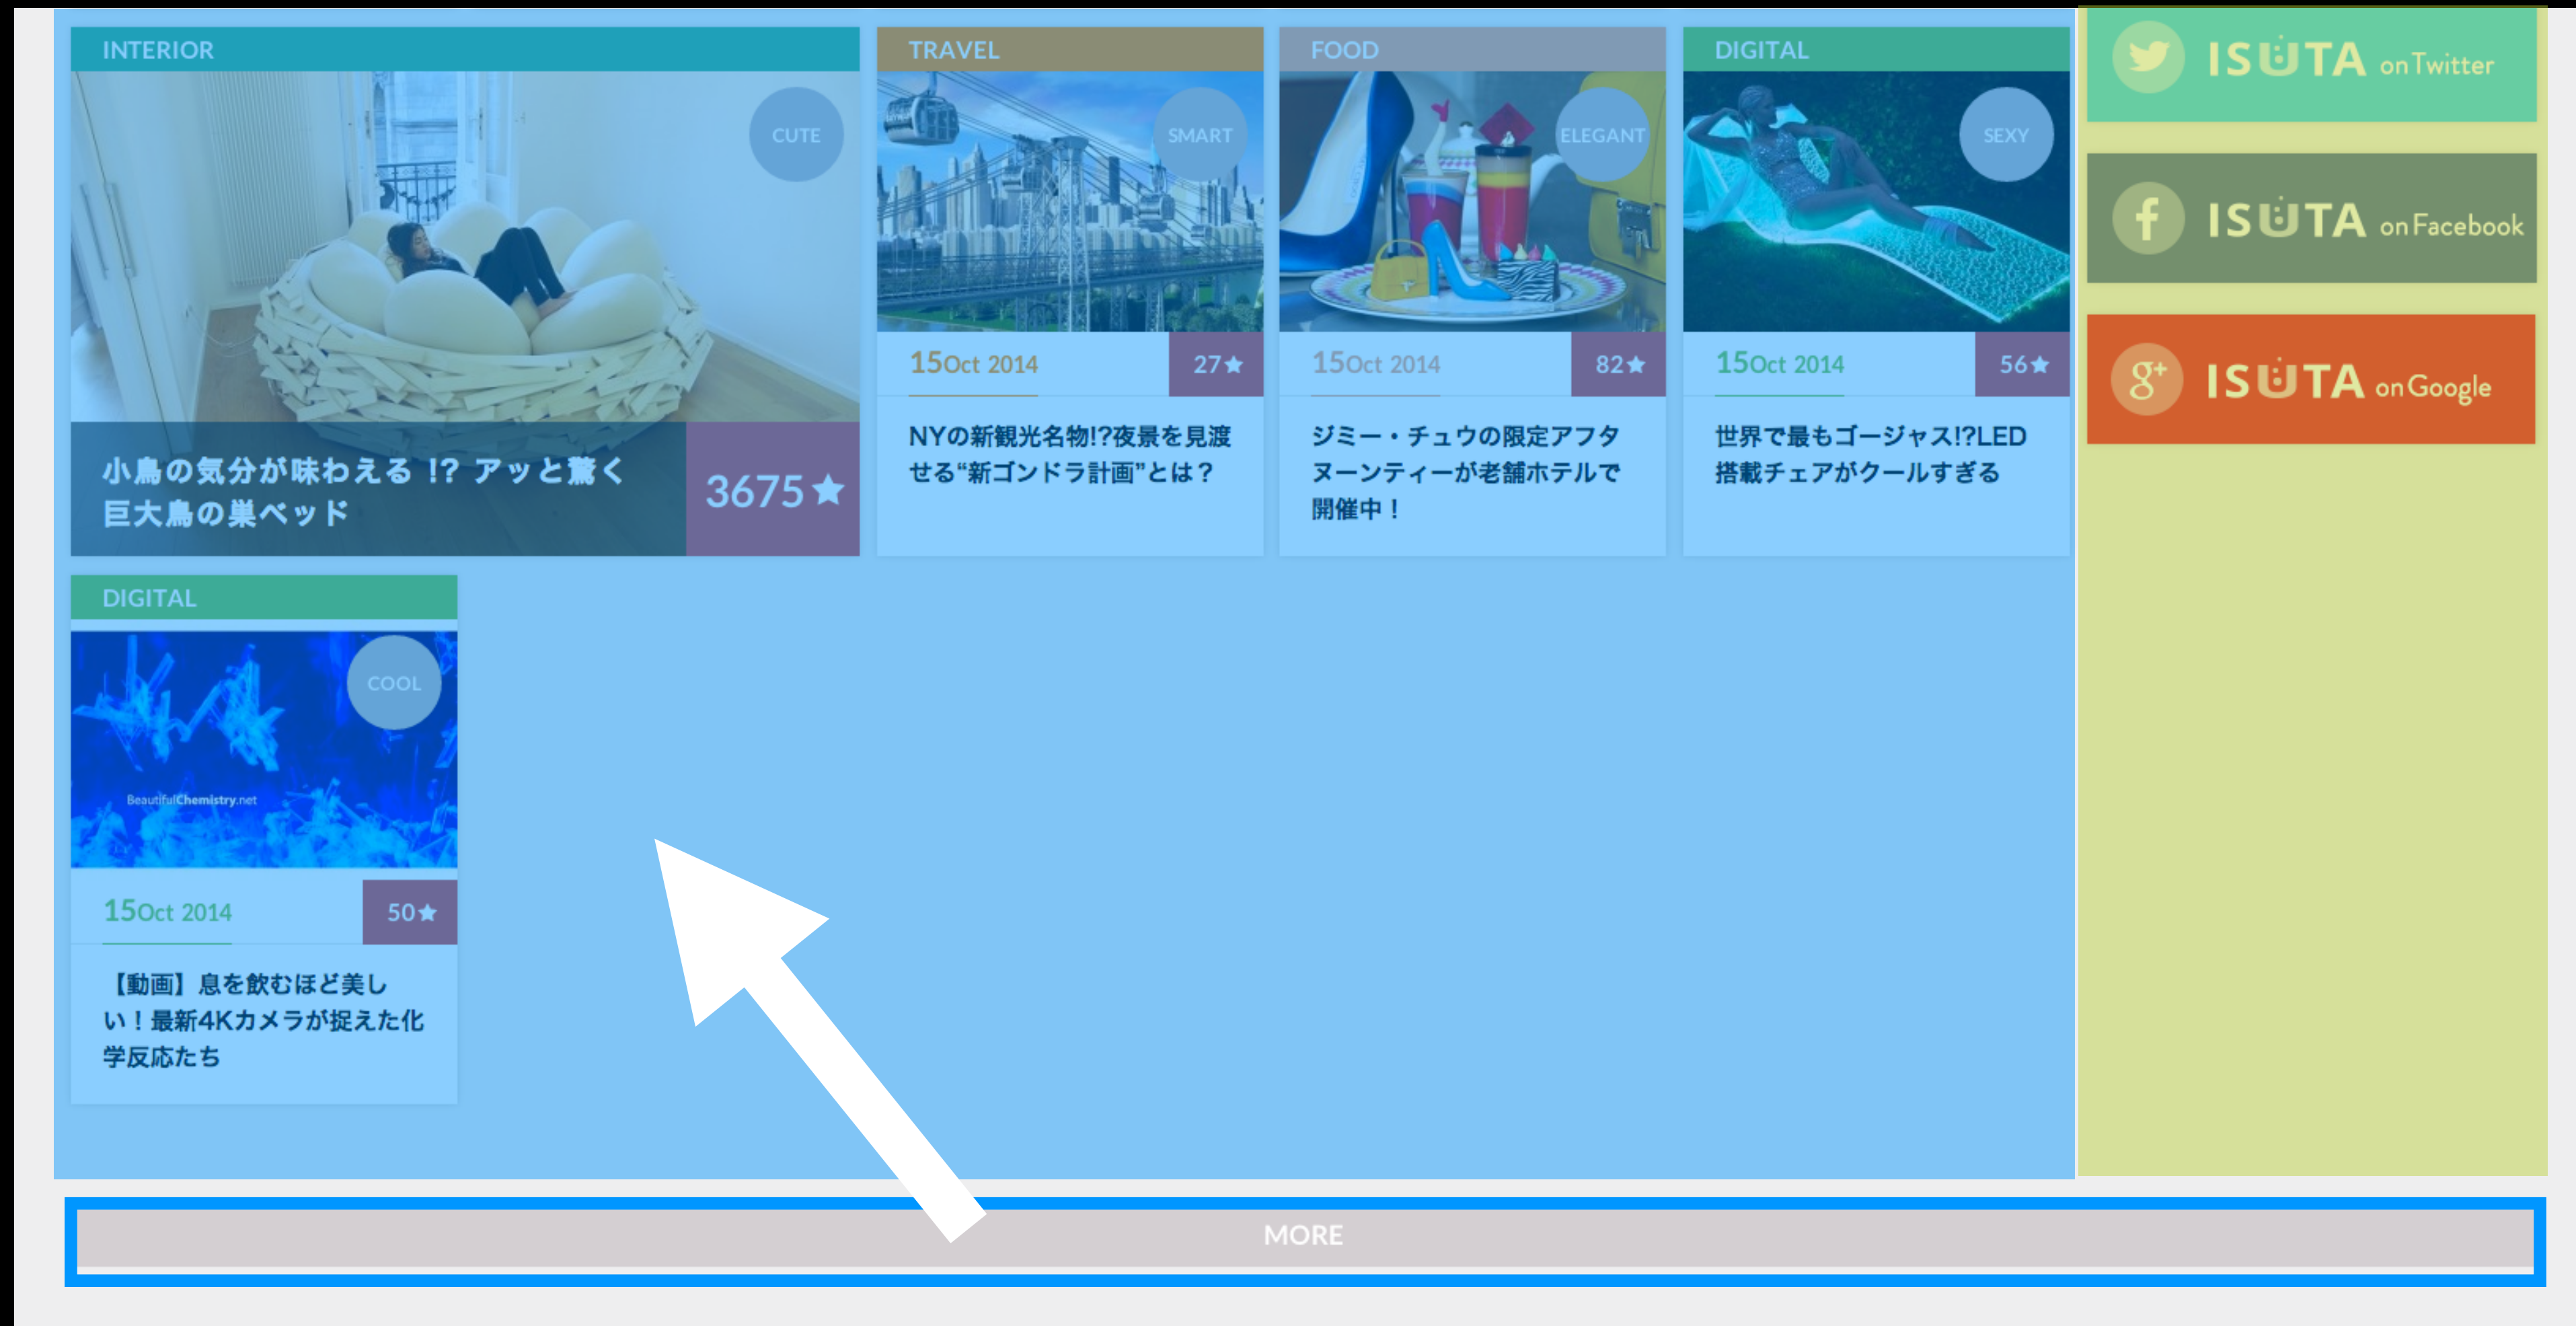 INTERIOR
CUTE
小鳥の気分が味わえる !? アッと驚く
巨大鳥の巣ベッド
3675★
TRAVEL
SMART
15Oct 2014
27★
NYの新観光名物!?夜景を見渡
せる“新ゴンドラ計画”とは？
FOOD
ELEGANT
15Oct 2014
82★
ジミー・チュウの限定アフタ
ヌーンティーが老舗ホテルで
開催中！
DIGITAL
SEXY
15Oct 2014
56★
世界で最もゴージャス!?LED
搭載チェアがクールすぎる
ISUTA on Twitter
f ISUTA on Facebook
g+ ISUTA on Google
DIGITAL
COOL
BeautifulChemistry.net
15Oct 2014
50★
【動画】息を飲むほど美し
い！最新4Kカメラが捉えた化
学反応たち
MORE